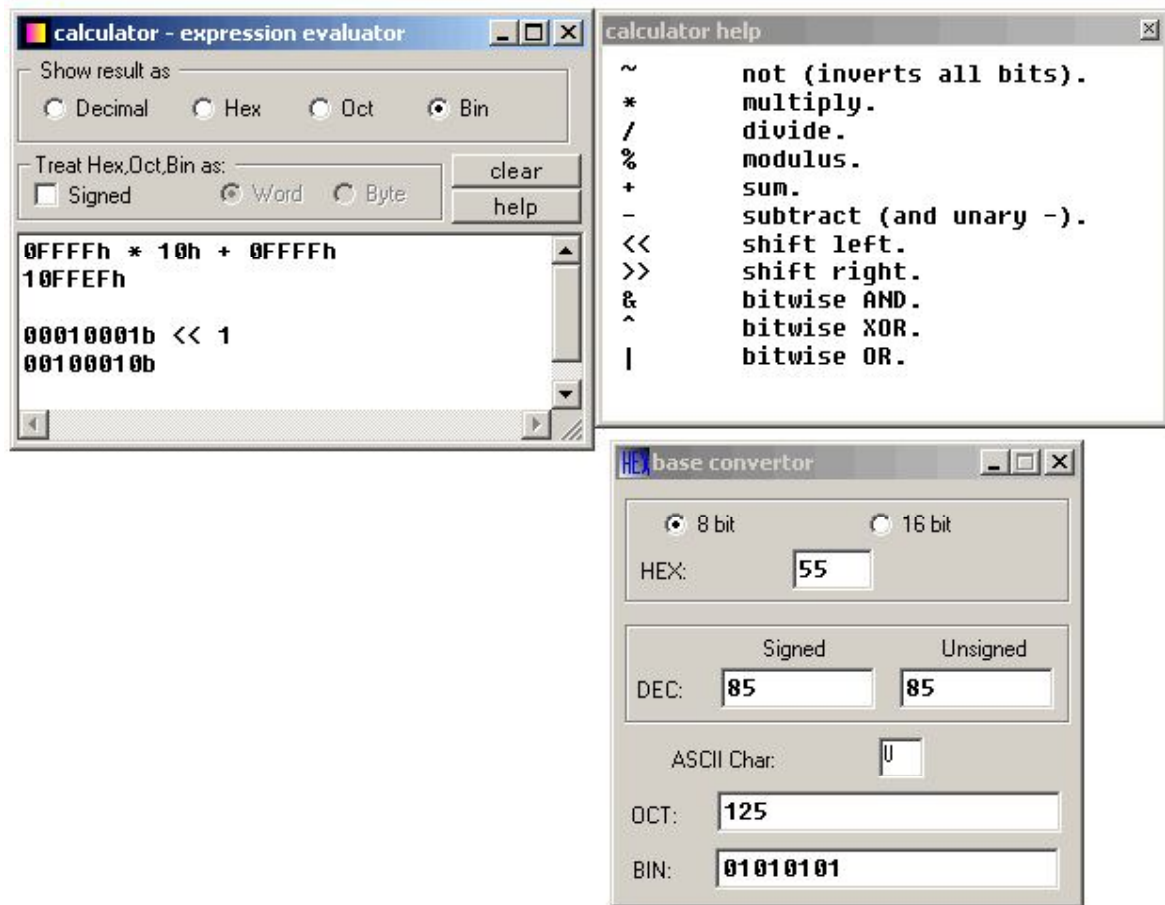 calculator - expression evaluator
Show result as
Decimal Hex Oct Bin
Treat Hex,Oct,Bin as:
Signed Word Byte
clear
help
0FFFFh * 10h + 0FFFFh
10FFEFh
00010001b << 1
00100010b
calculator help
~ not (inverts all bits).
* multiply.
/ divide.
% modulus.
+ sum.
- subtract (and unary -).
<< shift left.
>> shift right.
& bitwise AND.
^ bitwise XOR.
| bitwise OR.
HEX base convertor
8 bit 16 bit
HEX: 55
Signed Unsigned
DEC: 85 85
ASCII Char: U
OCT: 125
BIN: 01010101